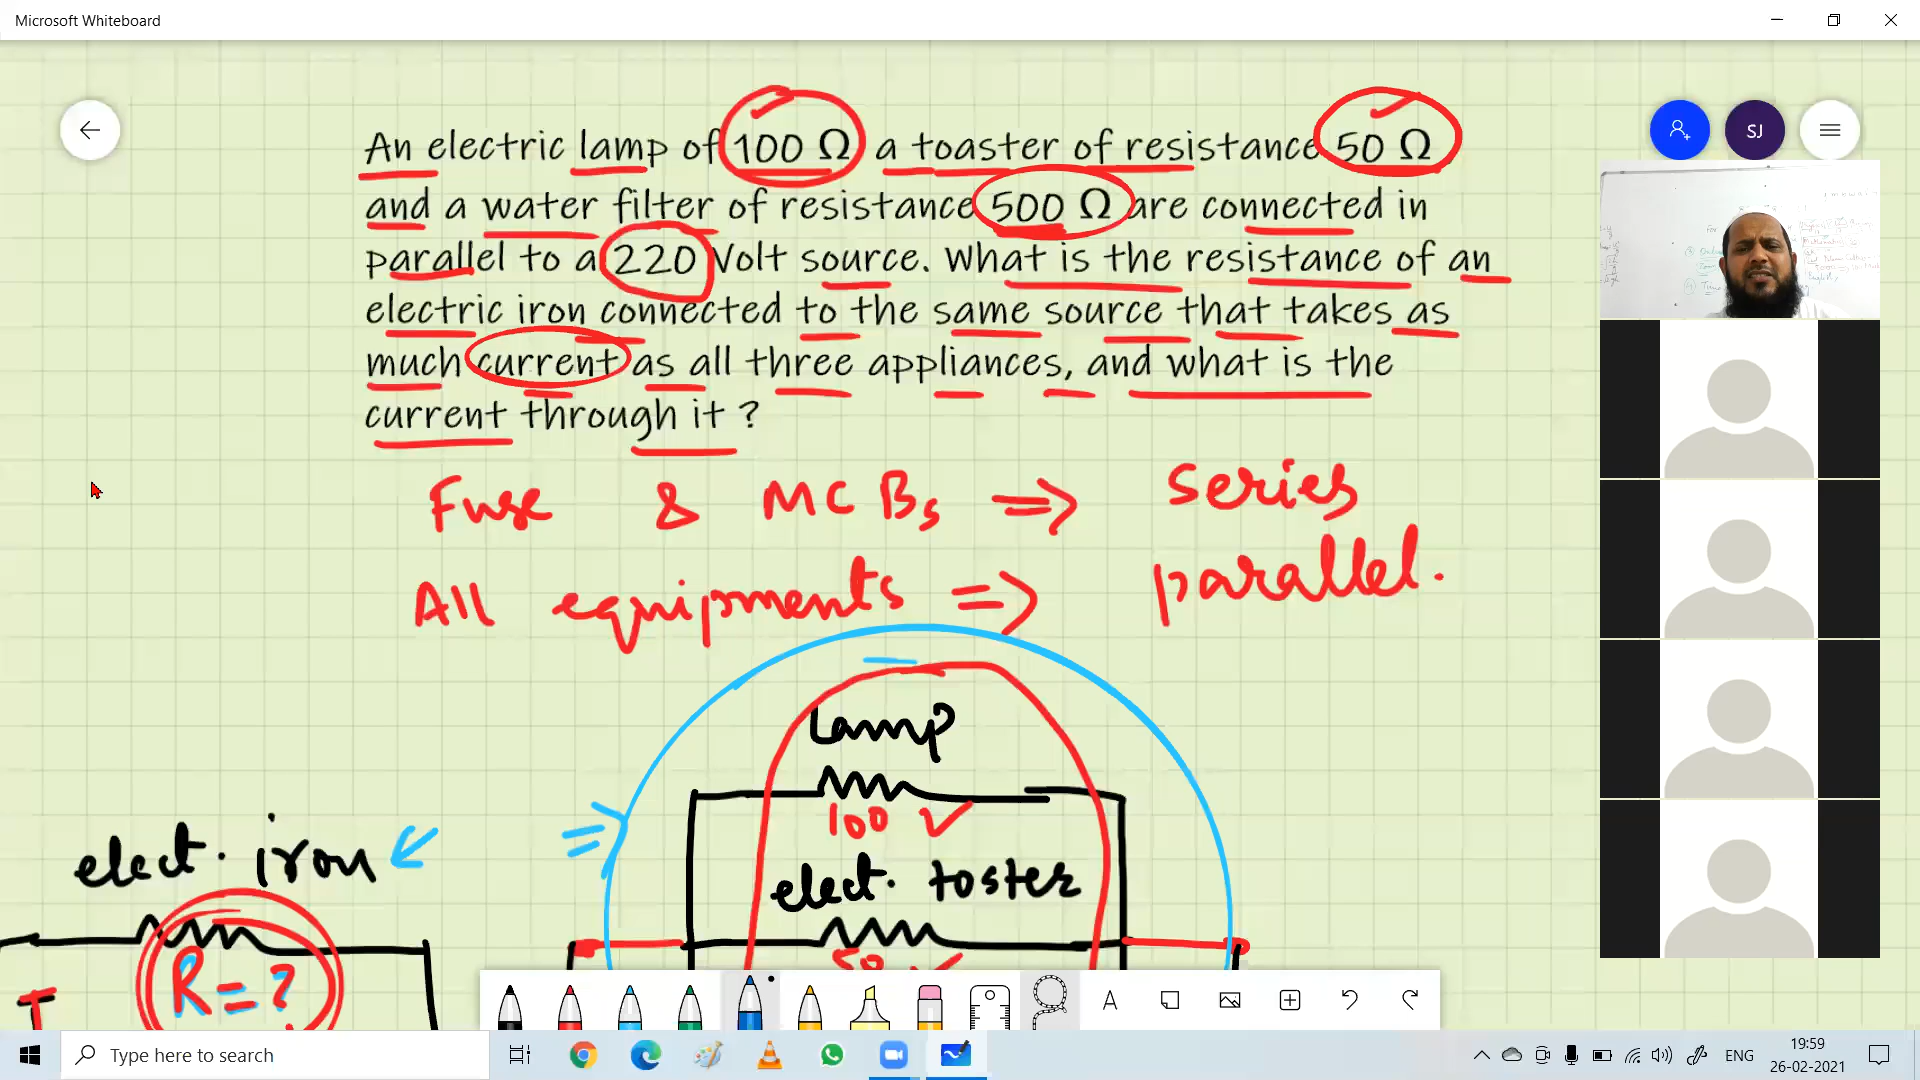 Microsoft Whiteboard
An electric lamp of 100 Ω a toaster of resistance 50 Ω
and a water filter of resistance 500 Ω are connected in
parallel to a 220 Volt source. What is the resistance of an
electric iron connected to the same source that takes as
much current as all three appliances, and what is the
current through it ?
SJ
Fuse & MCBs => series
All equipments => parallel.
Lamp
100
elect. iron
=>
elect. toster
50
R = ?
I
A
Type here to search
ENG
19:59
26-02-2021